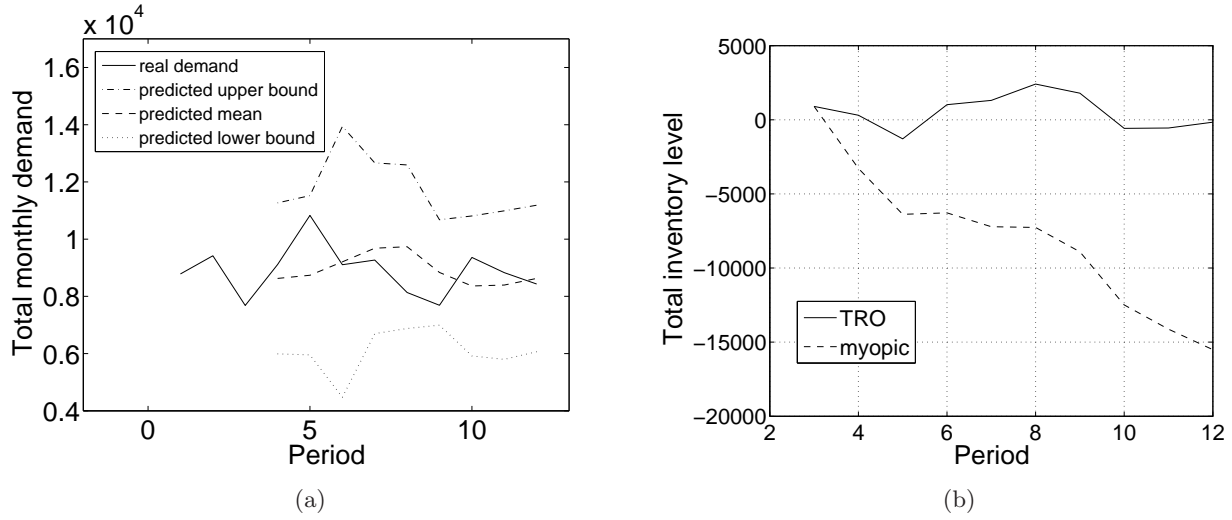 x 10⁴
1.6
1.4
1.2
1
0.8
0.6
0.4
0
5
10
Period
Total monthly demand
real demand
predicted upper bound
predicted mean
predicted lower bound
(a)
5000
0
−5000
−10000
−15000
−20000
2
4
6
8
10
12
Period
Total inventory level
TRO
myopic
(b)